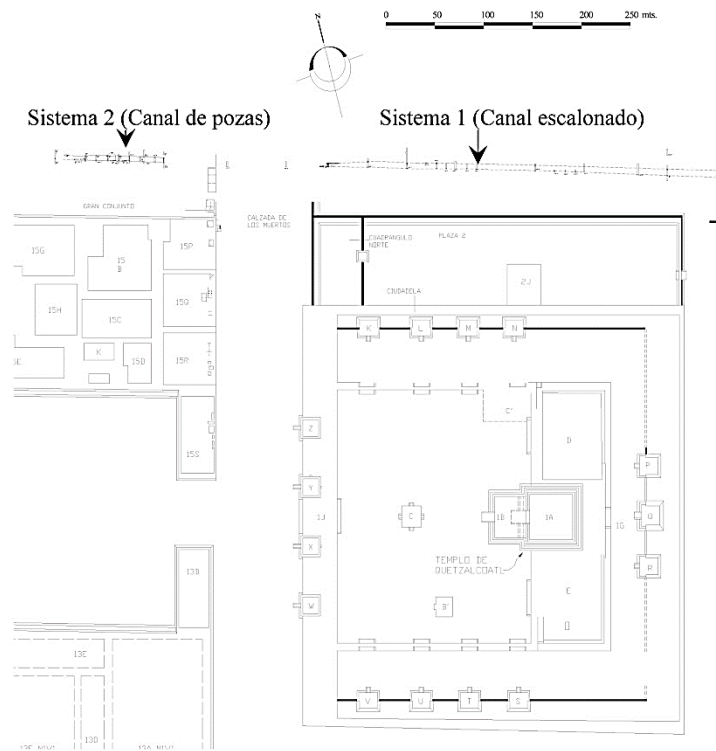 N
0 50 100 150 200 250 mts.
Sistema 2 (Canal de pozas)
Sistema 1 (Canal escalonado)
GRAN CONJUNTO
CALZADA DE
LOS MUERTOS
CUADRANGULO
NORTE
PLAZA 2
CIUDADELA
2J
15G
15
B
15P
15H
15C
15Q
K
15D
15R
15S
K
L
M
N
C'
D
Z
Y
X
W
1J
C
1B
1A
P
Q
R
1G
TEMPLO DE
QUETZALCOATL
B'
13B
13E
13D
V
U
T
S